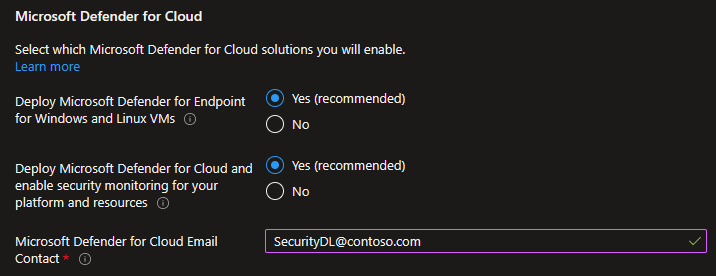 Microsoft Defender for Cloud
Select which Microsoft Defender for Cloud solutions you will enable.
Learn more
Deploy Microsoft Defender for Endpoint
for Windows and Linux VMs
Yes (recommended)
No
Deploy Microsoft Defender for Cloud and
enable security monitoring for your
platform and resources
Yes (recommended)
No
Microsoft Defender for Cloud Email
Contact *
SecurityDL@contoso.com